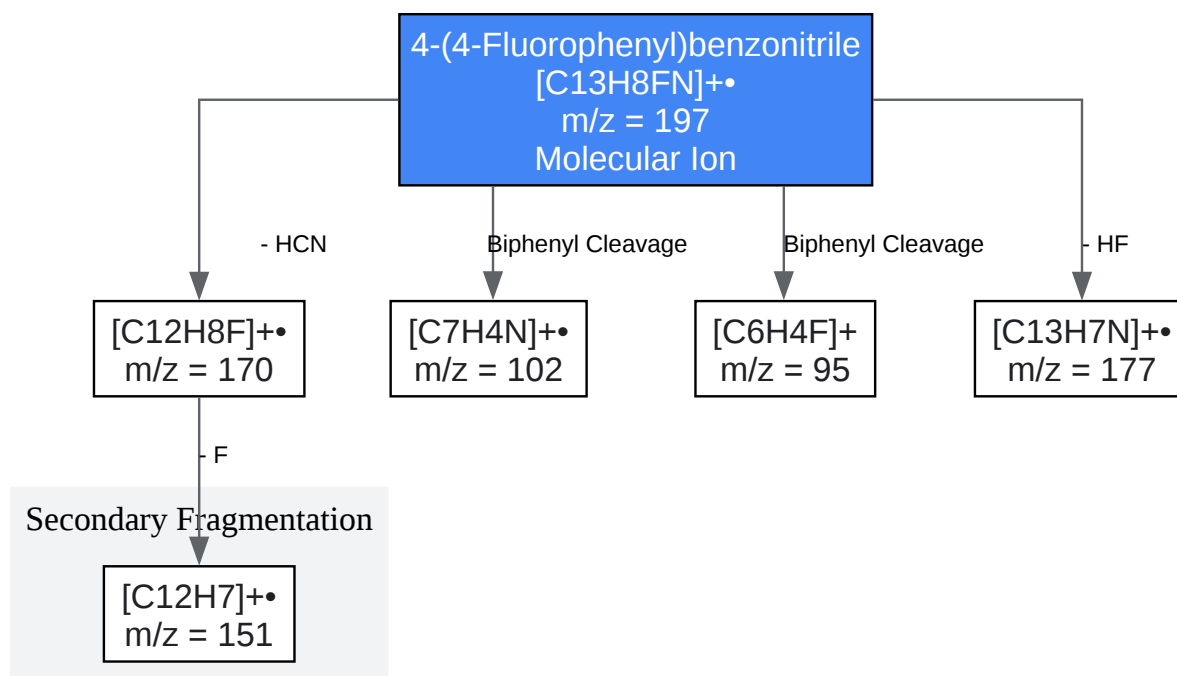 4-(4-Fluorophenyl)benzonitrile
[C13H8FN]+•
m/z = 197
Molecular Ion
- HCN
Biphenyl Cleavage
Biphenyl Cleavage
- HF
[C12H8F]+•
m/z = 170
[C7H4N]+•
m/z = 102
[C6H4F]+
m/z = 95
[C13H7N]+•
m/z = 177
- F
Secondary Fragmentation
[C12H7]+•
m/z = 151